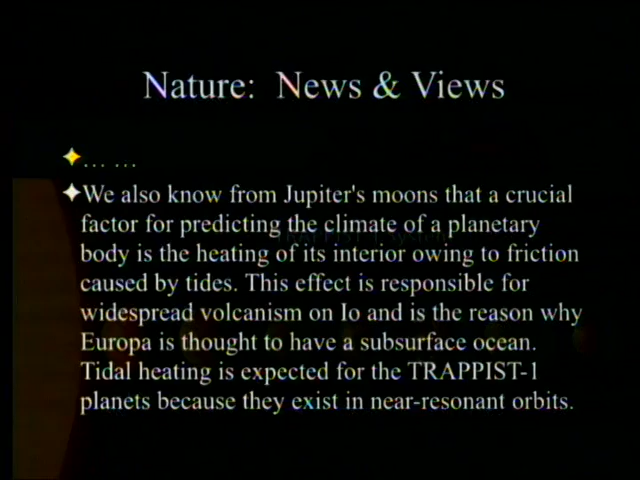 Nature: News & Views
... ...
We also know from Jupiter's moons that a crucial
factor for predicting the climate of a planetary
body is the heating of its interior owing to friction
caused by tides. This effect is responsible for
widespread volcanism on Io and is the reason why
Europa is thought to have a subsurface ocean.
Tidal heating is expected for the TRAPPIST-1
planets because they exist in near-resonant orbits.